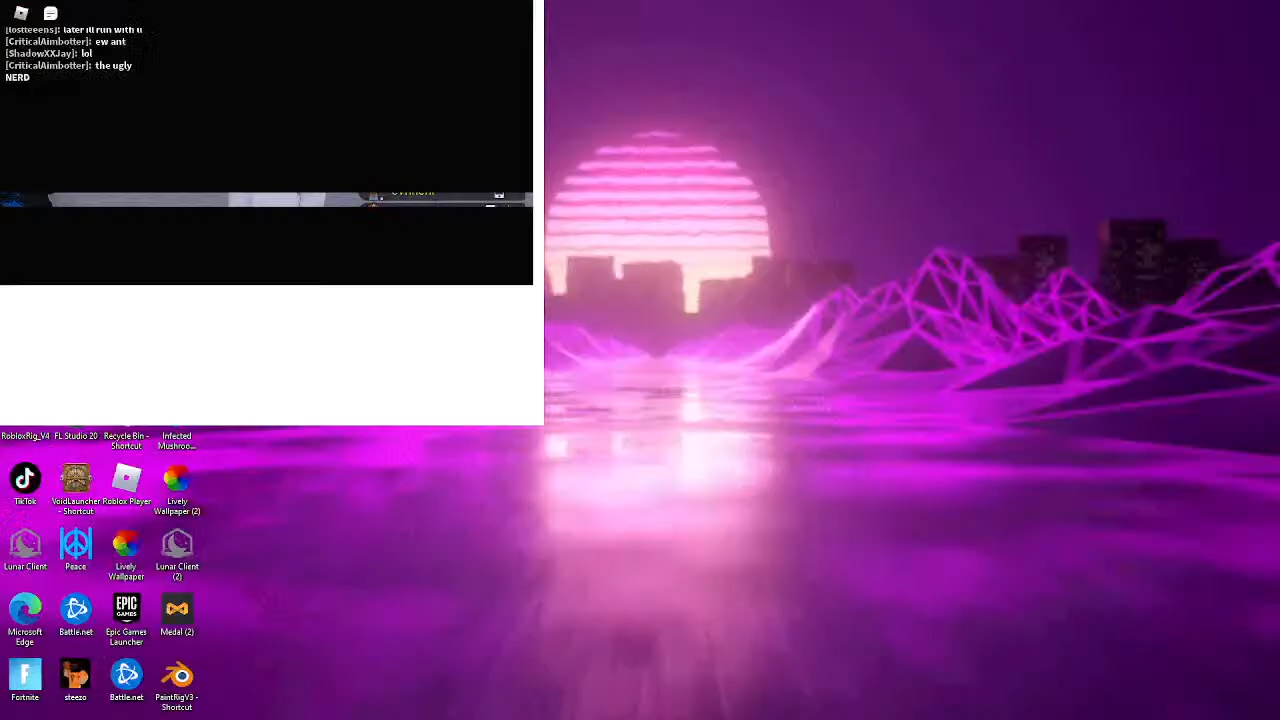 [lostteeens]: later ill run with u
[CriticalAimbotter]: ew ant
[ShadowXXJay]: lol
[CriticalAimbotter]: the ugly
NERD
RobloxRig_V4
FL Studio 20
Recycle Bin -
Shortcut
Infected
Mushroo...
TikTok
VoidLauncher
- Shortcut
Roblox Player
Lively
Wallpaper (2)
Lunar Client
Peace
Lively
Wallpaper
Lunar Client
(2)
Microsoft
Edge
Battle.net
EPIC
GAMES
Epic Games
Launcher
Medal (2)
F
Fortnite
steezo
Battle.net
PaintRigV3 -
Shortcut